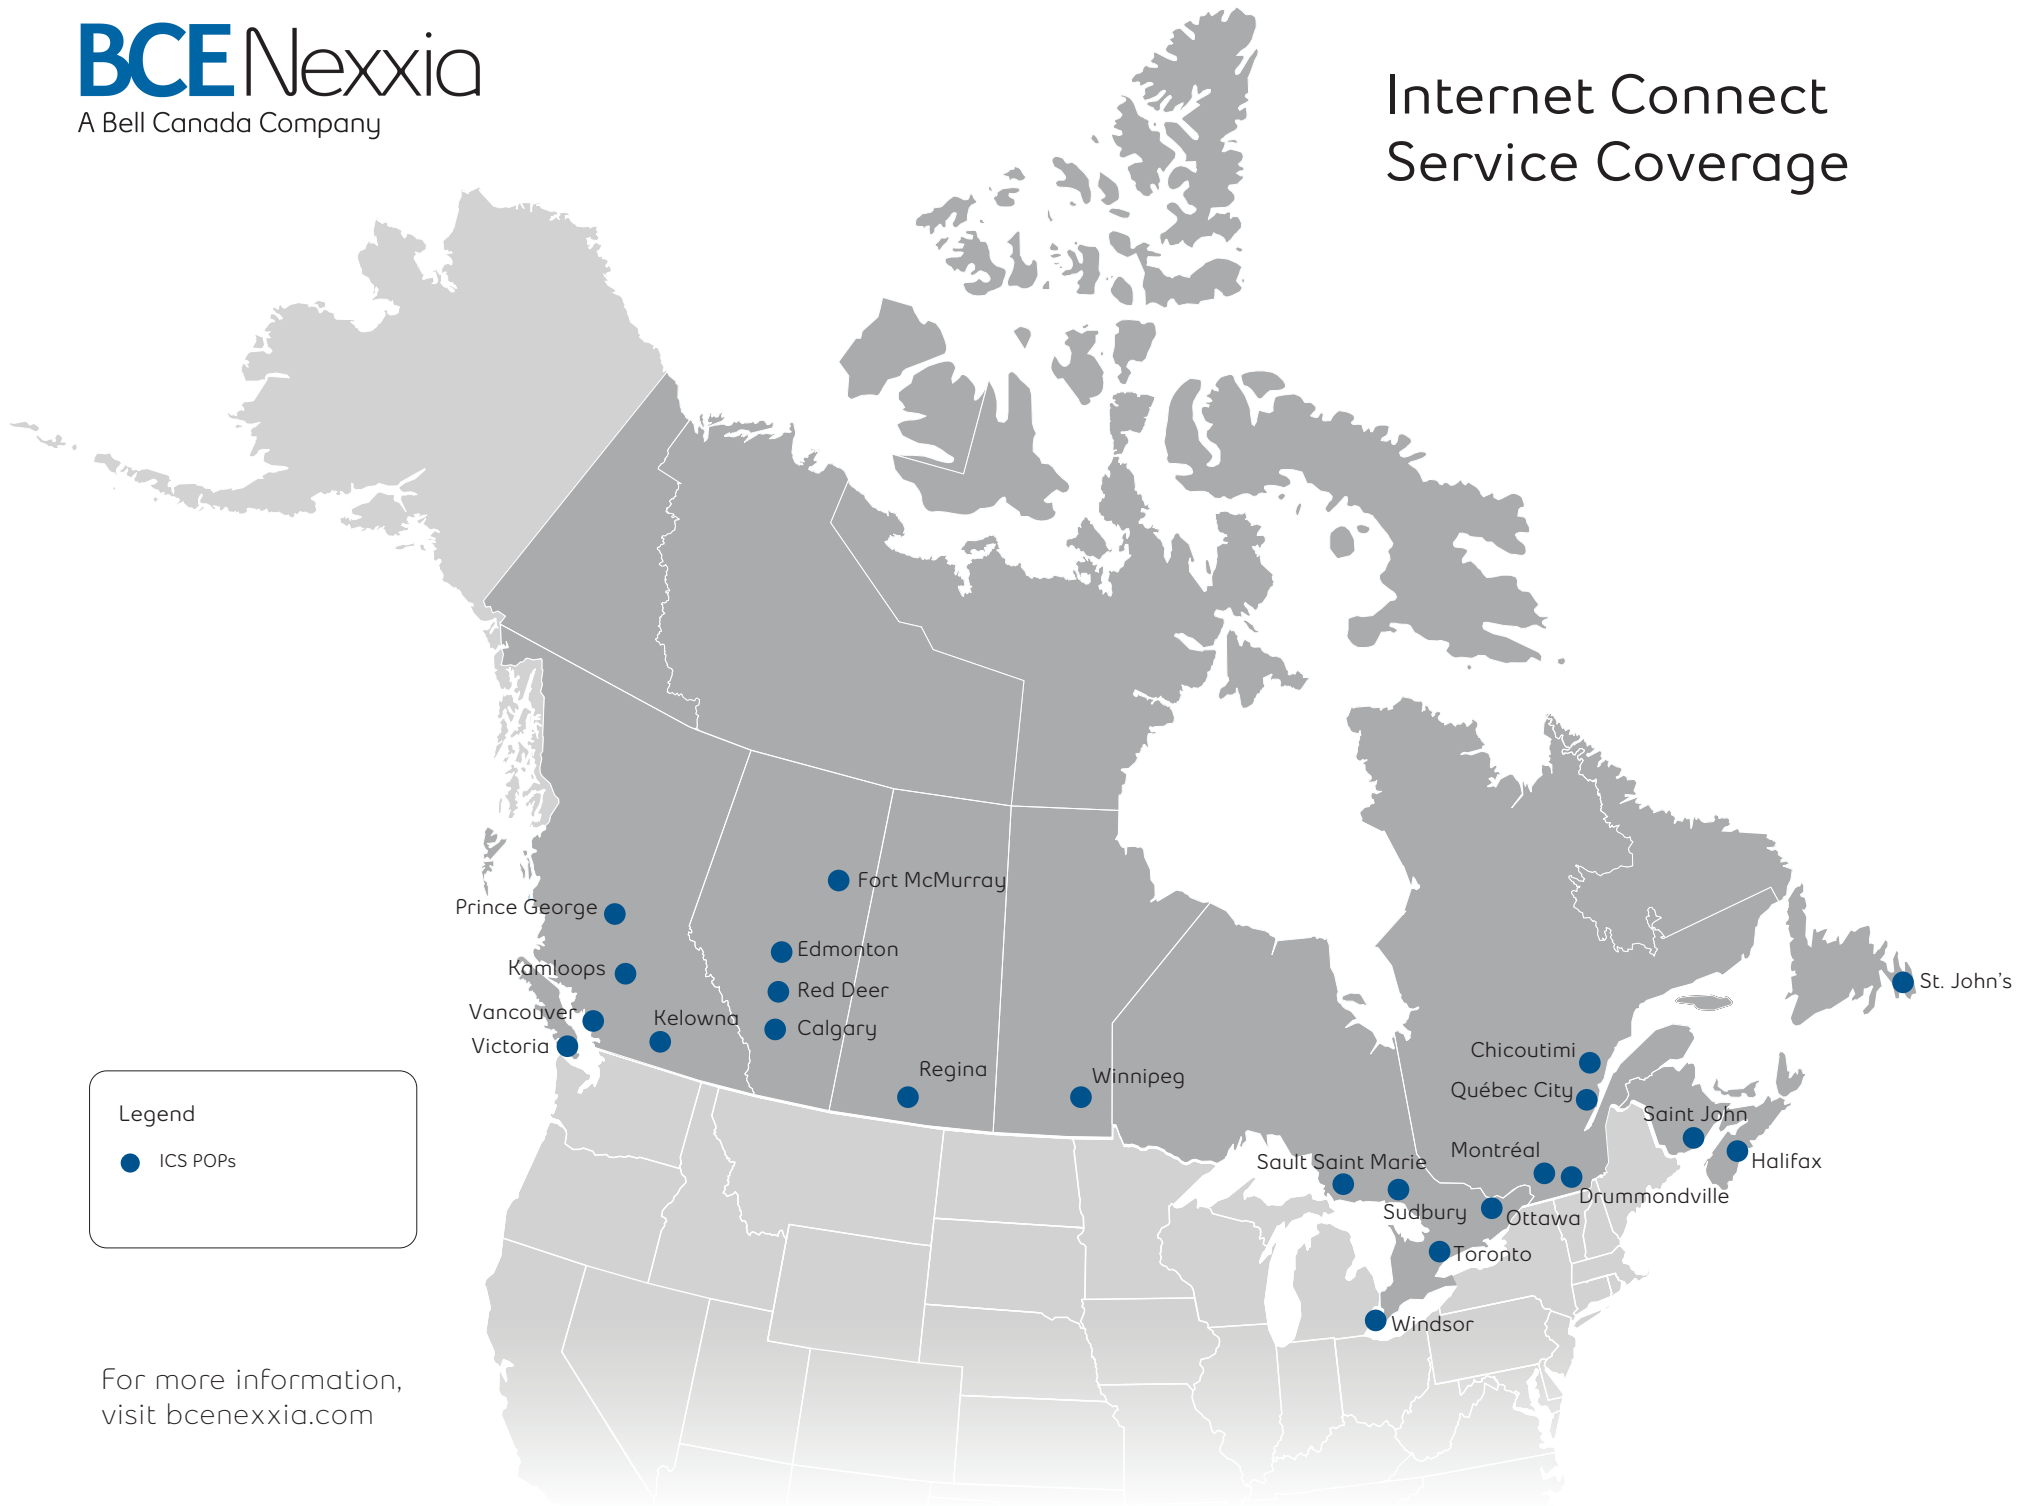 BCE Nexxia
A Bell Canada Company
Internet Connect
Service Coverage
Fort McMurray
Prince George
Edmonton
Kamloops
Red Deer
Vancouver
Kelowna
Calgary
Victoria
Regina
Winnipeg
St. John's
Chicoutimi
Québec City
Saint John
Montréal
Halifax
Sault Saint Marie
Drummondville
Sudbury
Ottawa
Toronto
Windsor
Legend
ICS POPs
For more information,
visit bcenexxia.com